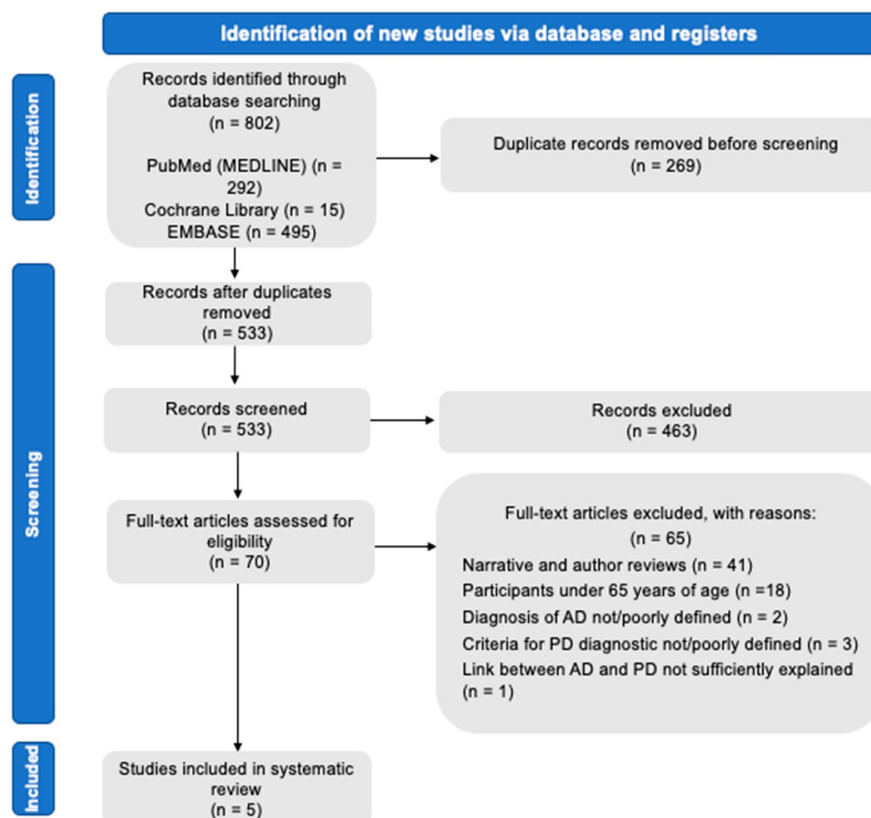 Identification of new studies via database and registers
Identification
Records identified through
database searching
(n = 802)
PubMed (MEDLINE) (n =
292)
Cochrane Library (n = 15)
EMBASE (n = 495)
Duplicate records removed before screening
(n = 269)
Screening
Records after duplicates
removed
(n = 533)
Records screened
(n = 533)
Records excluded
(n = 463)
Full-text articles assessed for
eligibility
(n = 70)
Full-text articles excluded, with reasons:
(n = 65)
Narrative and author reviews (n = 41)
Participants under 65 years of age (n =18)
Diagnosis of AD not/poorly defined (n = 2)
Criteria for PD diagnostic not/poorly defined (n = 3)
Link between AD and PD not sufficiently explained
(n = 1)
Included
Studies included in systematic
review
(n = 5)